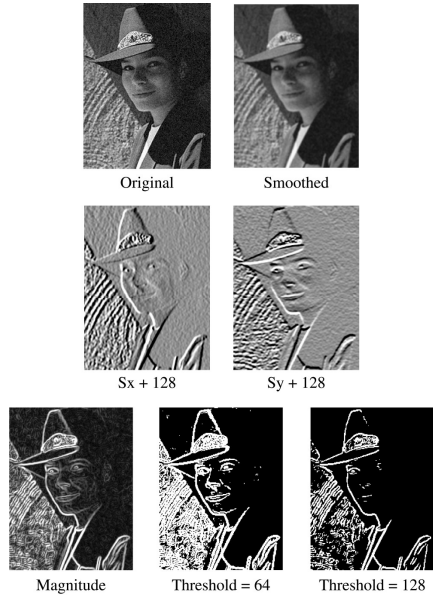 Original
Smoothed
Sx + 128
Sy + 128
Magnitude
Threshold = 64
Threshold = 128